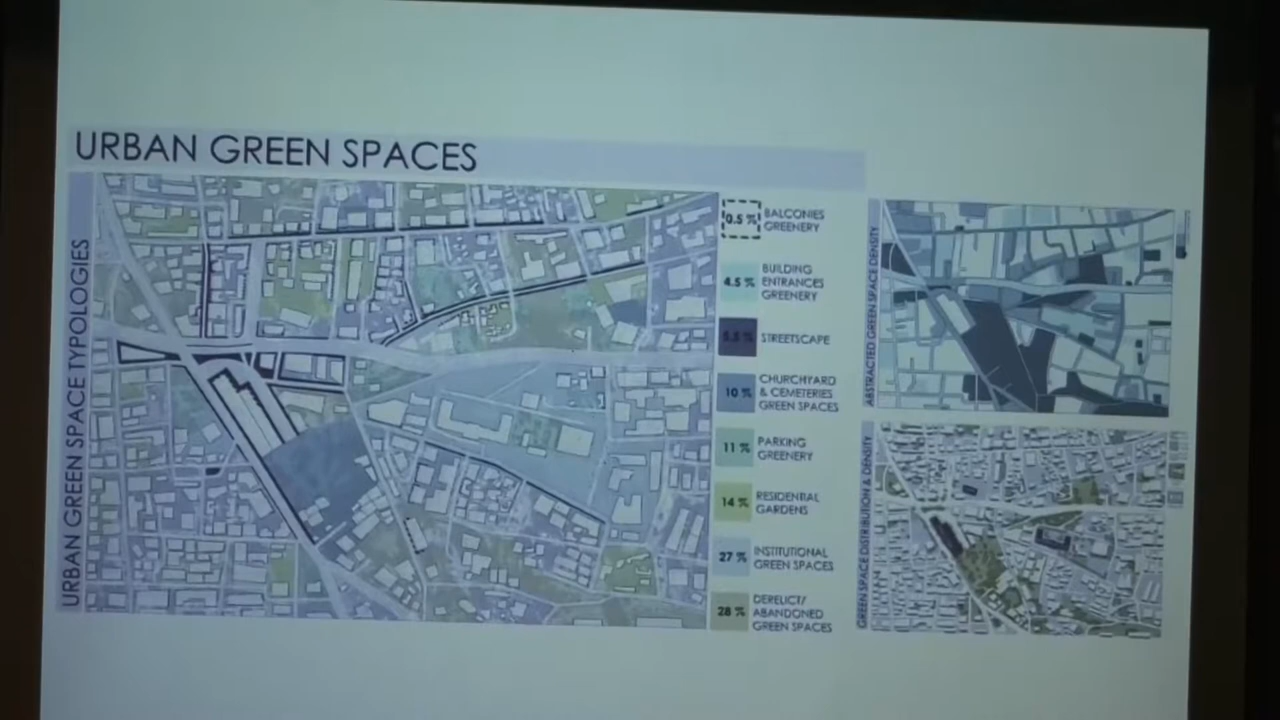 URBAN GREEN SPACES
URBAN GREEN SPACE TYPOLOGIES
0.5 %
BALCONIES
GREENERY
4.5 %
BUILDING
ENTRANCES
GREENERY
STREETSCAPE
10 %
CHURCHYARD
& CEMETERIES
GREEN SPACES
11 %
PARKING
GREENERY
14 %
RESIDENTIAL
GARDENS
27 %
INSTITUTIONAL
GREEN SPACES
28 %
DERELICT/
ABANDONED
GREEN SPACES
ABSTRACTED GREEN SPACE DENSITY
GREEN SPACE DISTRIBUTION & DENSITY